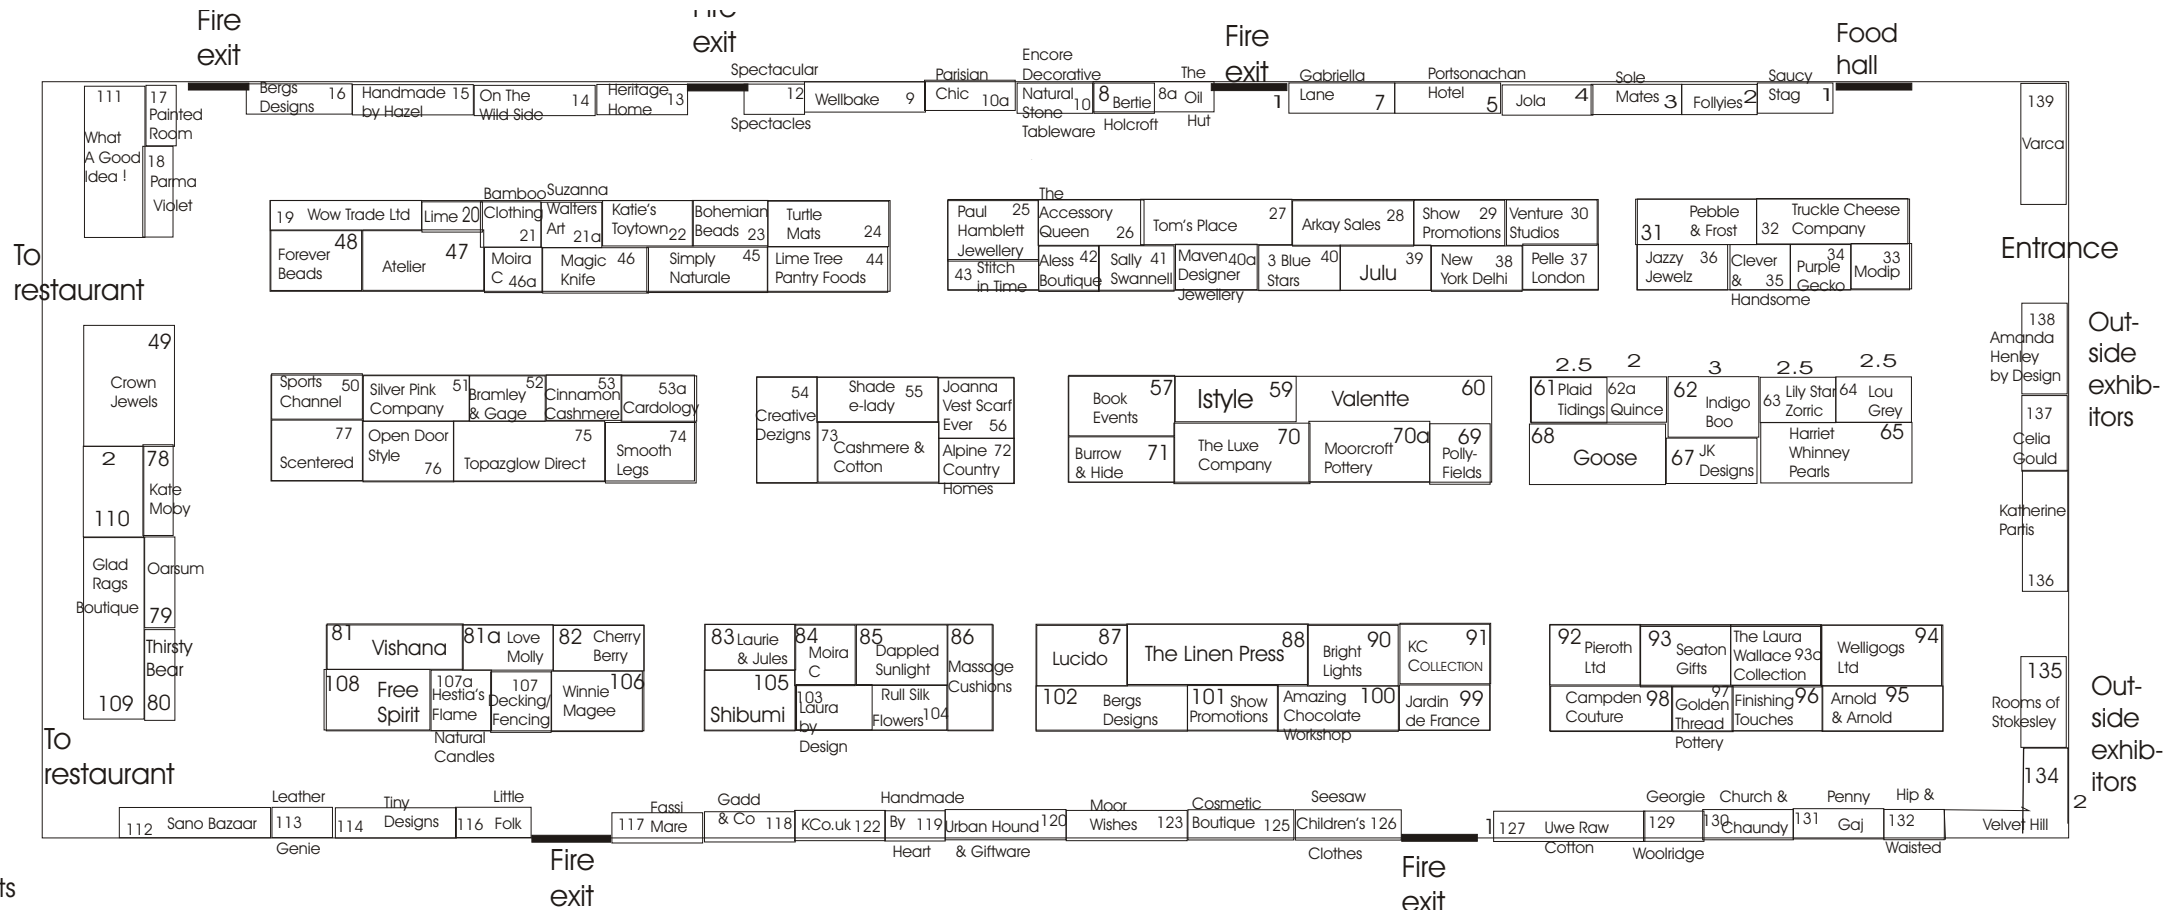 Fire
exit
exit
Fire
exit
Food
hall
Bergs
Designs
16
Handmade 15
by Hazel
On The
Wild Side
14
Heritage
Home
13
Spectacular
12
Spectacles
Wellbake 9
Parisian
Chic
10a
Encore
Decorative
Natural
Stone
Tableware
10
8
Bertie
Holcroft
8a
The
Oil
Hut
1
Gabriella
Lane
7
Portsonachan
Hotel
5
Jola 4
Sole
Mates 3
Follyies 2
Saucy
Stag 1
111
What
A Good
Idea !
17
Painted
Room
18
Parma
Violet
139
Varca
19 Wow Trade Ltd
Lime 20
Bamboo
Clothing
21
Suzanna
Walters
Art
21a
Katie's
Toytown 22
Bohemian
Beads 23
Turtle
Mats
24
Forever
Beads
48
Atelier 47
Moira
C 46a
Magic
Knife
46
Simply
Naturale
45
Lime Tree
Pantry Foods
44
Paul
Hamblett
Jewellery
25
The
Accessory
Queen
26
Tom's Place
27
Arkay Sales 28
Show
Promotions
29
Venture
Studios
30
43 Stitch
in Time
Aless
Boutique
42
Sally
Swannell
41
Maven
Designer
Jewellery
40a
3 Blue
Stars
40
Julu
39
New
York Delhi
38
Pelle
London
37
31
Pebble
& Frost
32
Truckle Cheese
Company
Jazzy
Jewelz
36
Clever
&
Handsome
35
34
Purple
Gecko
33
Modip
To
restaurant
Entrance
138
Amanda
Henley
by Design
Out-
side
exhib-
itors
49
Crown
Jewels
Sports
Channel
50
Silver Pink
Company
51
Bramley
& Gage
52
53
Cinnamon
Cashmere
53a
Cardology
77
Scentered
Open Door
Style
76
75
Topazglow Direct
74
Smooth
Legs
54
Creative
Dezigns
Shade
e-lady
55
Joanna
Vest Scarf
Ever 56
73
Cashmere &
Cotton
Alpine
Country
Homes
72
Book
Events
57
Istyle 59
Valentte
60
Burrow
& Hide
71
The Luxe
Company
70
Moorcroft
Pottery
70a
69
Polly-
Fields
2.5
2
3
2.5
2.5
61 Plaid
Tidings
62a
Quince
62
Indigo
Boo
63
Lily Star
Zorric
64
Lou
Grey
68
Goose
67 JK
Designs
Harriet
Whinney
Pearls
65
137
Celia
Gould
Katherine
Partis
136
2
110
78
Kate
Moby
Glad
Rags
Boutique
109
Oarsum
79
Thirsty
Bear
80
To
restaurant
81
Vishana
81a Love
Molly
82 Cherry
Berry
108 Free
Spirit
107a
Hestia's
Flame
Natural
Candles
107
Decking/
Fencing
Winnie
Magee
106
83 Laurie
& Jules
84
Moira
C
85
Dappled
Sunlight
86
Massage
Cushions
105
Shibumi
103
Laura
by
Design
Rull Silk
Flowers 104
87
Lucido
The Linen Press 88
90
Bright
Lights
91
KC
COLLECTION
102
Bergs
Designs
101 Show
Promotions
Amazing
Chocolate
Workshop
100
Jardin
de France
99
92 Pieroth
Ltd
93
Seaton
Gifts
The Laura
Wallace 93a
Collection
Welligogs
Ltd
94
Campden
Couture
98
97
Golden
Thread
Pottery
Finishing
Touches
96
Arnold
& Arnold
95
135
Rooms of
Stokesley
Out-
side
exhib-
itors
134
2
Velvet Hill
112 Sano Bazaar
Leather
113
Genie
114
Tiny
Designs
116
Little
Folk
Fire
exit
117
Fassi
Mare
Gadd
& Co
118
KCo.uk 122
Handmade
By
Heart
119
Urban Hound
& Giftware
120
Moor
Wishes
123
Cosmetic
Boutique
125
Seesaw
Children's
Clothes
126
Fire
exit
1
127
Uwe Raw
Cotton
Georgie
129
Woolridge
130
Church &
Chaundy
131
Penny
Gaj
132
Hip &
Waisted
ts